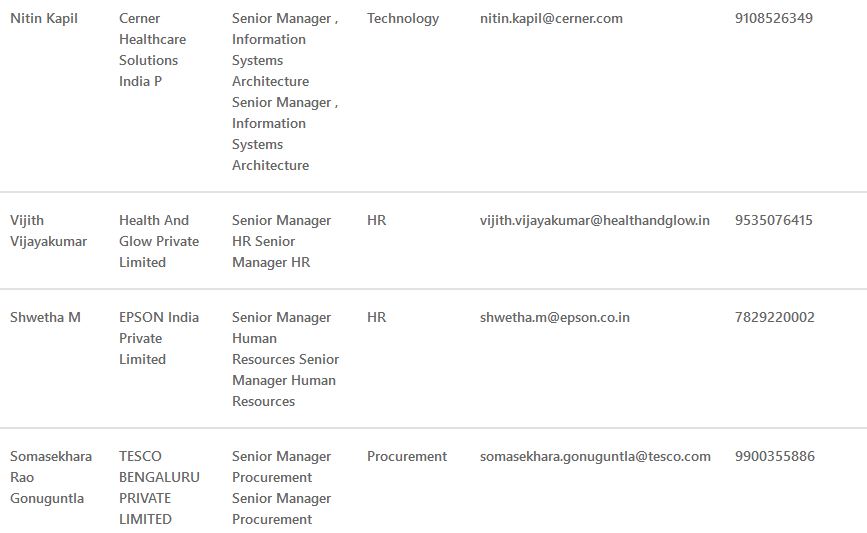 Nitin Kapil Cerner Senior Manager , Technology nitin.kapil@cerner.com 9108526349
Healthcare Information
Solutions Systems
India P Architecture
Senior Manager ,
Information
Systems
Architecture
Vijith Health And Senior Manager HR vijith.vijayakumar@healthandglow.in 9535076415
Vijayakumar Glow Private HR Senior
Limited Manager HR
Shwetha M EPSON India Senior Manager HR shwetha.m@epson.co.in 7829220002
Private Human
Limited Resources Senior
Manager Human
Resources
Somasekhara TESCO Senior Manager Procurement somasekhara.gonuguntla@tesco.com 9900355886
Rao BENGALURU Procurement
Gonuguntla PRIVATE Senior Manager
LIMITED Procurement